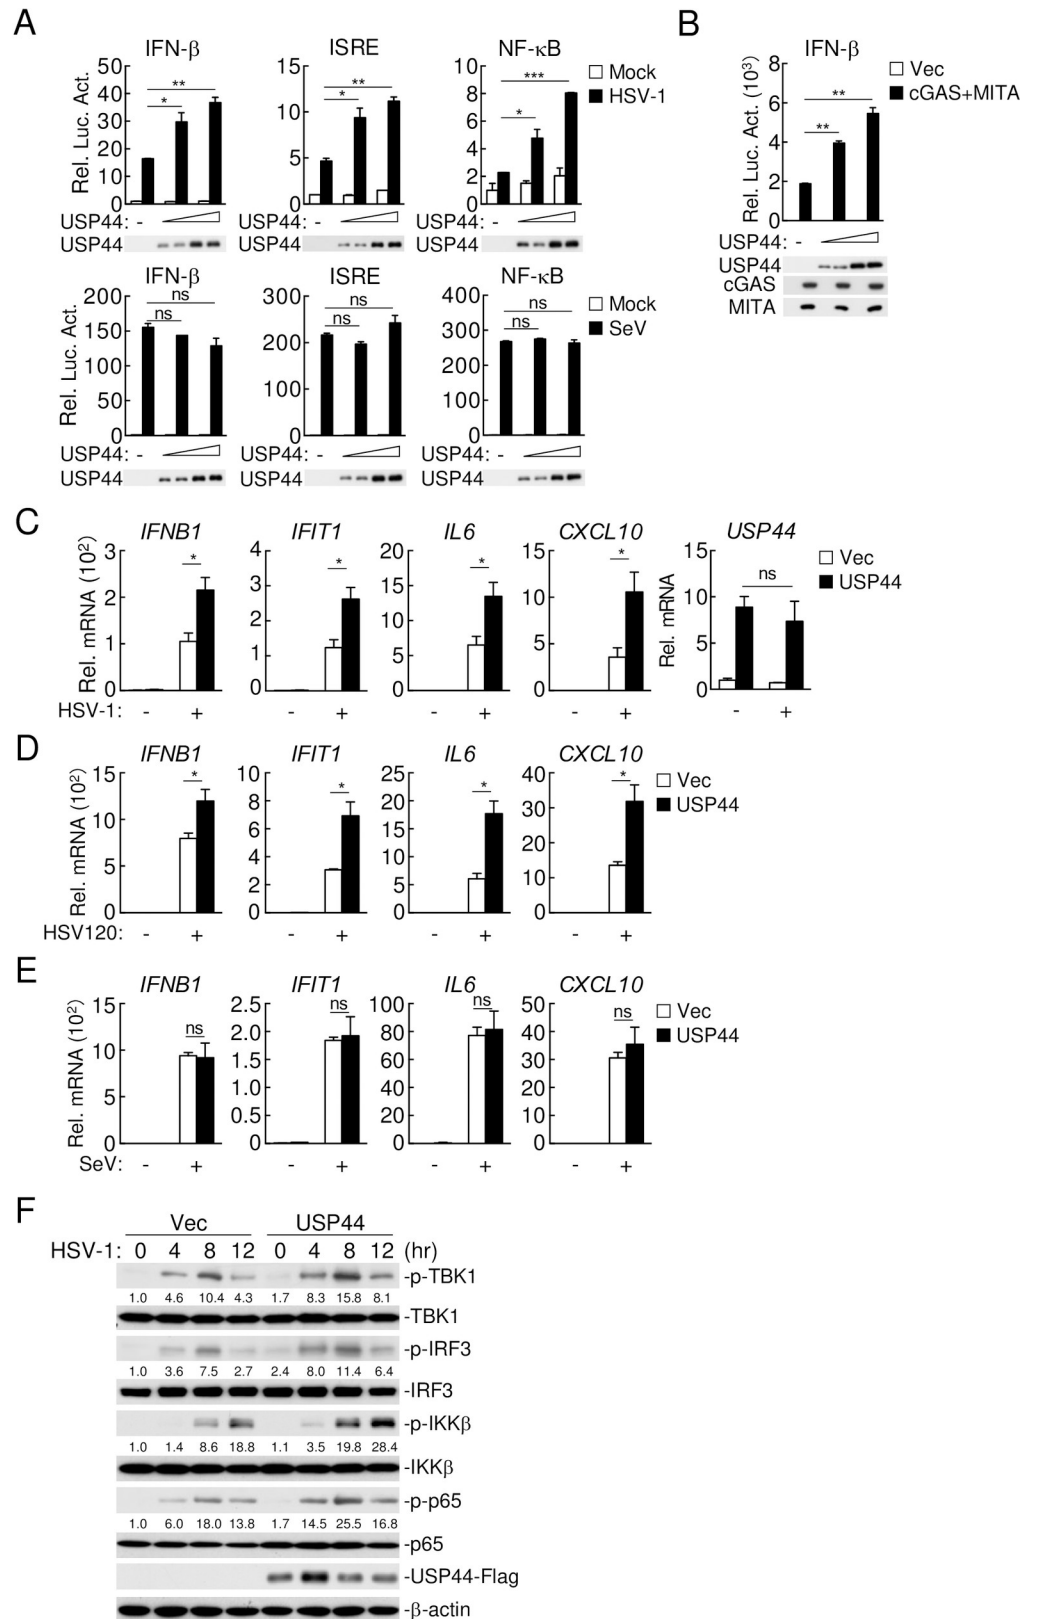 A
B
IFN-β ISRE NF-κB
Rel. Luc. Act.
50 40 30 20 10 0
15 10 5 0
10 8 6 4 2 0
** *
** *
*** *
Mock
HSV-1
USP44: - USP44: - USP44: -
USP44 USP44 USP44
IFN-β
Rel. Luc. Act. (10³)
8 6 4 2 0
** **
Vec
cGAS+MITA
USP44: -
USP44
cGAS
MITA
IFN-β ISRE NF-κB
Rel. Luc. Act.
200 150 100 50 0
300 200 100 0
400 300 200 100 0
ns ns
ns ns
ns ns
Mock
SeV
USP44: - USP44: - USP44: -
USP44 USP44 USP44
C
IFNB1 IFIT1 IL6 CXCL10 USP44
Rel. mRNA (10²)
3 2 1 0
4 3 2 1 0
20 15 10 5 0
15 10 5 0
Rel. mRNA
15 10 5 0
* * * * ns
Vec
USP44
HSV-1: - + - + - + - + - +
D
IFNB1 IFIT1 IL6 CXCL10
Rel. mRNA (10²)
15 10 5 0
10 8 6 4 2 0
25 20 15 10 5 0
40 30 20 10 0
* * * *
Vec
USP44
HSV120: - + - + - + - +
E
IFNB1 IFIT1 IL6 CXCL10
Rel. mRNA (10²)
15 10 5 0
2.5 2.0 1.5 1.0 0.5 0
100 80 60 40 20 0
50 40 30 20 10 0
ns ns ns ns
Vec
USP44
SeV: - + - + - + - +
F
Vec USP44
HSV-1: 0 4 8 12 0 4 8 12 (hr)
-p-TBK1
1.0 4.6 10.4 4.3 1.7 8.3 15.8 8.1
-TBK1
-p-IRF3
1.0 3.6 7.5 2.7 2.4 8.0 11.4 6.4
-IRF3
-p-IKKβ
1.0 1.4 8.6 18.8 1.1 3.5 19.8 28.4
-IKKβ
-p-p65
1.0 6.0 18.0 13.8 1.7 14.5 25.5 16.8
-p65
-USP44-Flag
-β-actin